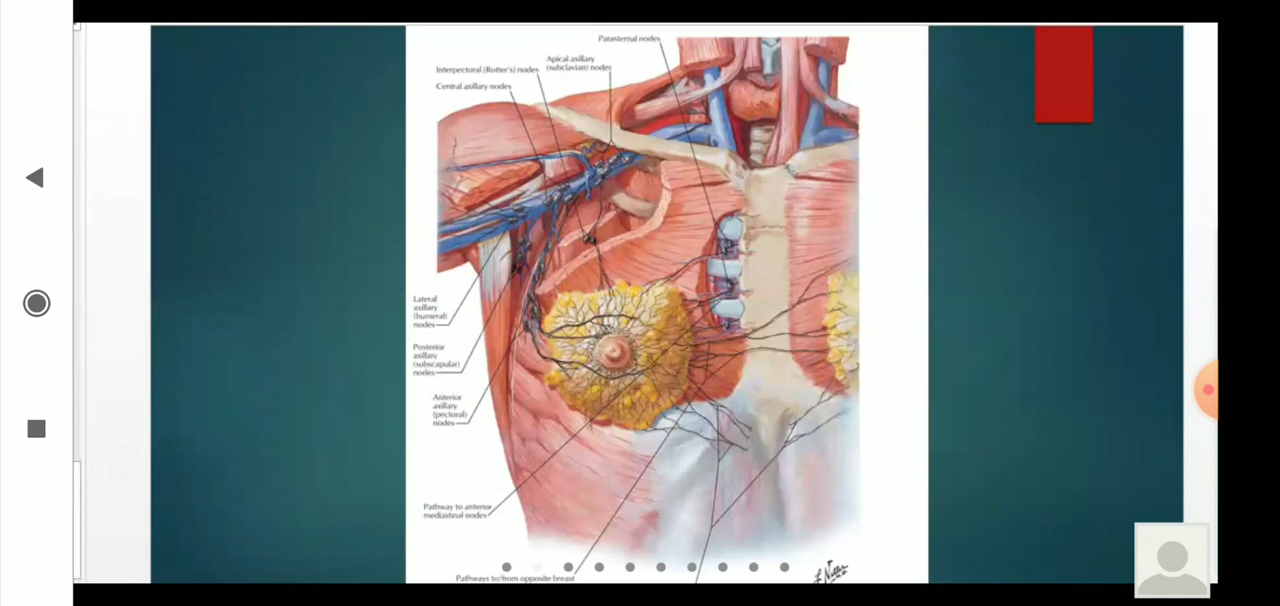 Parasternal nodes
Apical axillary
(subclavian) nodes
Interpectoral (Rotter's) nodes
Central axillary nodes
Lateral
axillary
(humeral)
nodes
Posterior
axillary
(subscapular)
nodes
Anterior
axillary
(pectoral)
nodes
Pathway to anterior
mediastinal nodes
Pathways to/from opposite breast